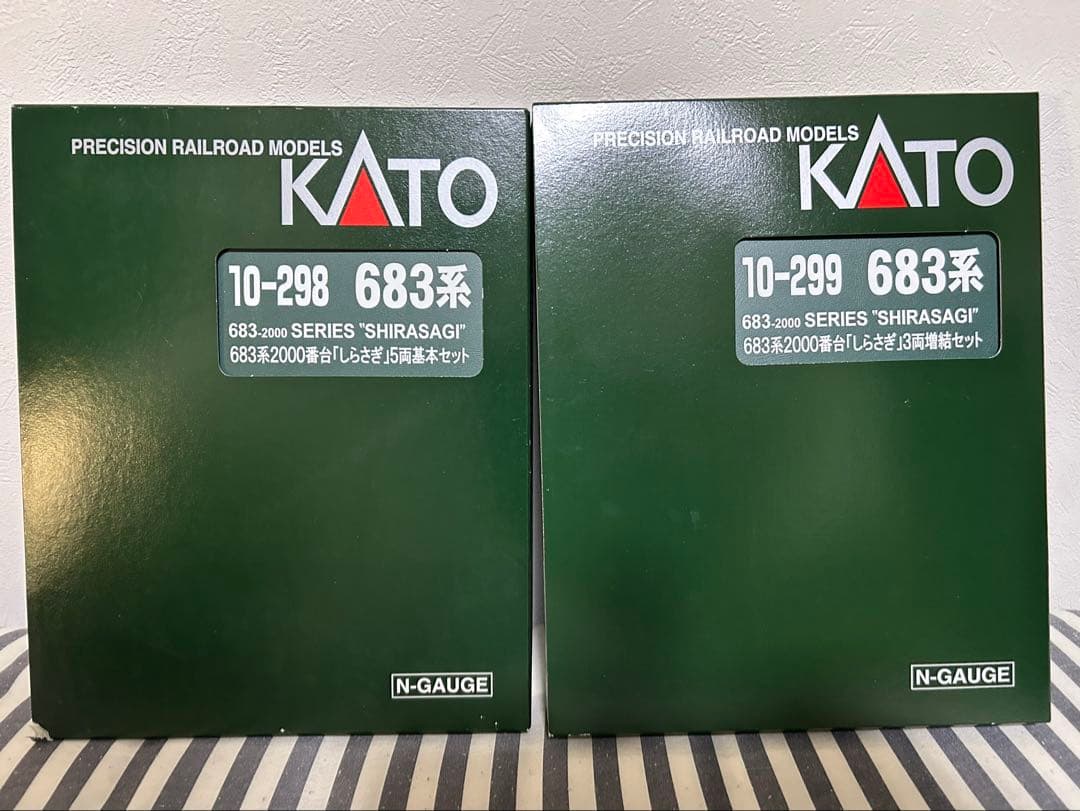 PRECISION RAILROAD MODELS
KATO
10-298 683系
683-2000 SERIES "SHIRASAGI"
683系2000番台「しらさぎ」5両基本セット
N-GAUGE
PRECISION RAILROAD MODELS
KATO
10-299 683系
683-2000 SERIES "SHIRASAGI"
683系2000番台「しらさぎ」3両増結セット
N-GAUGE